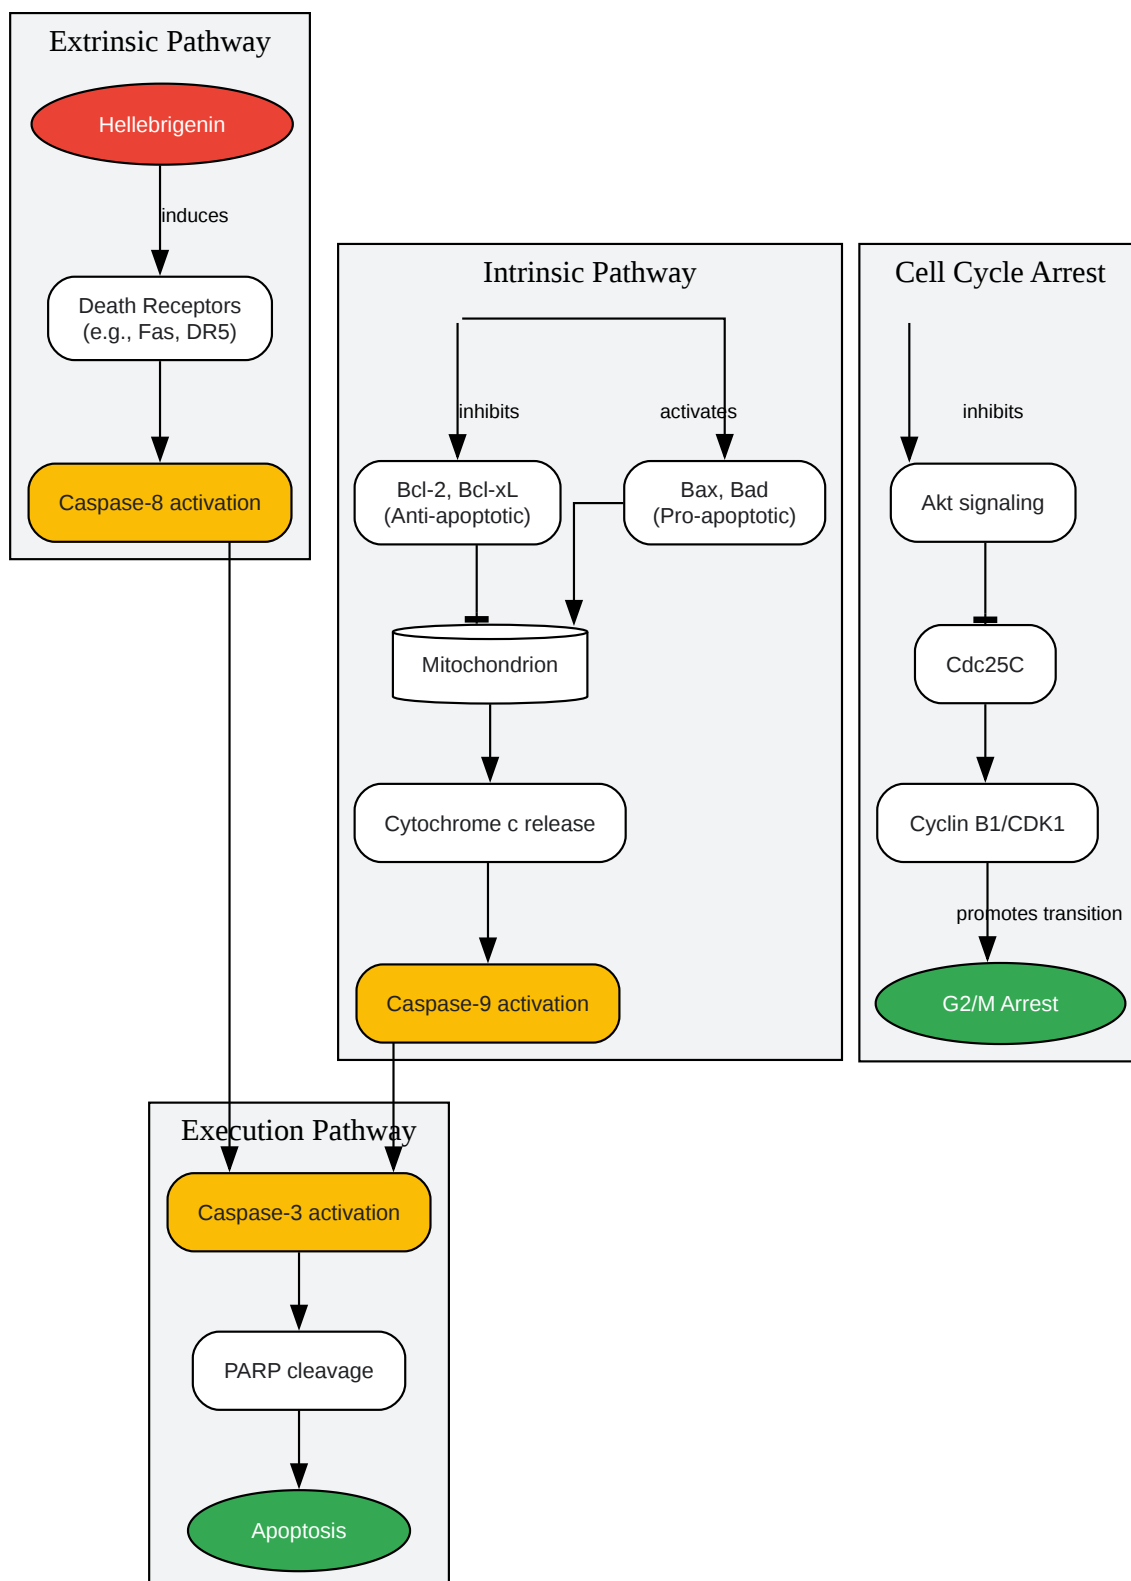 Extrinsic Pathway
Hellebrigenin
induces
Death Receptors
(e.g., Fas, DR5)
Caspase-8 activation
Intrinsic Pathway
inhibits
activates
Bcl-2, Bcl-xL
(Anti-apoptotic)
Bax, Bad
(Pro-apoptotic)
Mitochondrion
Cytochrome c release
Caspase-9 activation
Cell Cycle Arrest
inhibits
Akt signaling
Cdc25C
Cyclin B1/CDK1
promotes transition
G2/M Arrest
Execution Pathway
Caspase-3 activation
PARP cleavage
Apoptosis